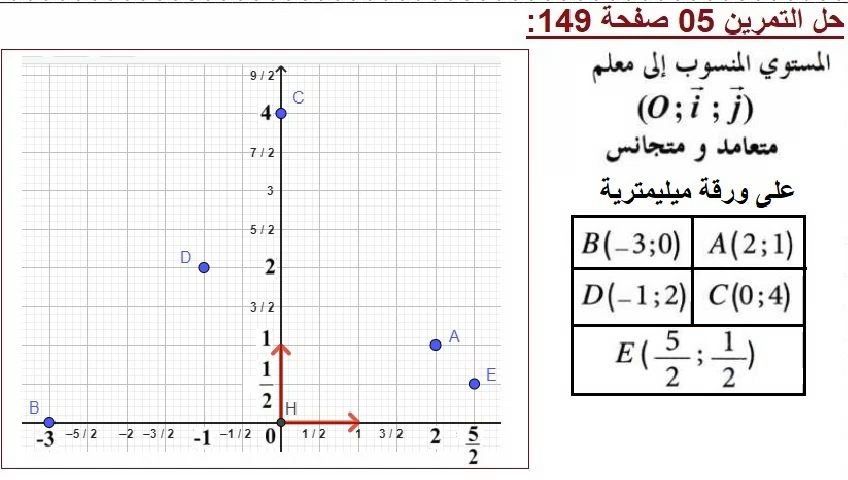 حل التمرين 05 صفحة 149:
المستوي المنسوب إلى معلم
(O; i⃗ ; j⃗)
متعامد و متجانس
على ورقة ميليمترية
B(−3;0) A(2;1)
D(−1;2) C(0;4)
E(5/2 ; 1/2)
9 / 2
C
4
7 / 2
3
5 / 2
D
2
3 / 2
1
A
1/2
E
B
H
-3 −5 / 2 −2 −3 / 2 -1 −1 / 2 0 1 / 2 1 3 / 2 2 5/2